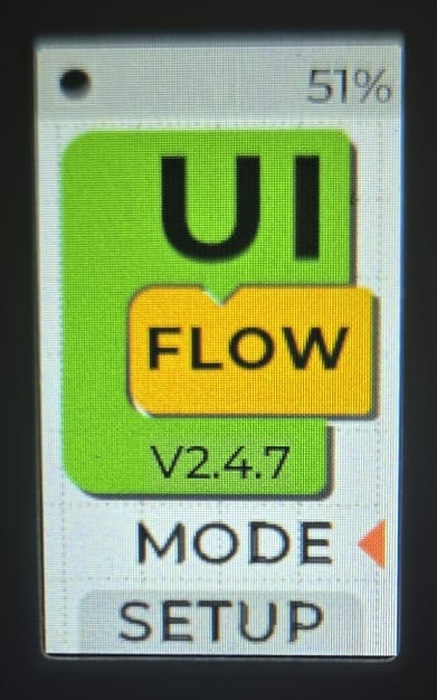 51%
UI
FLOW
V2.4.7
MODE
SETUP